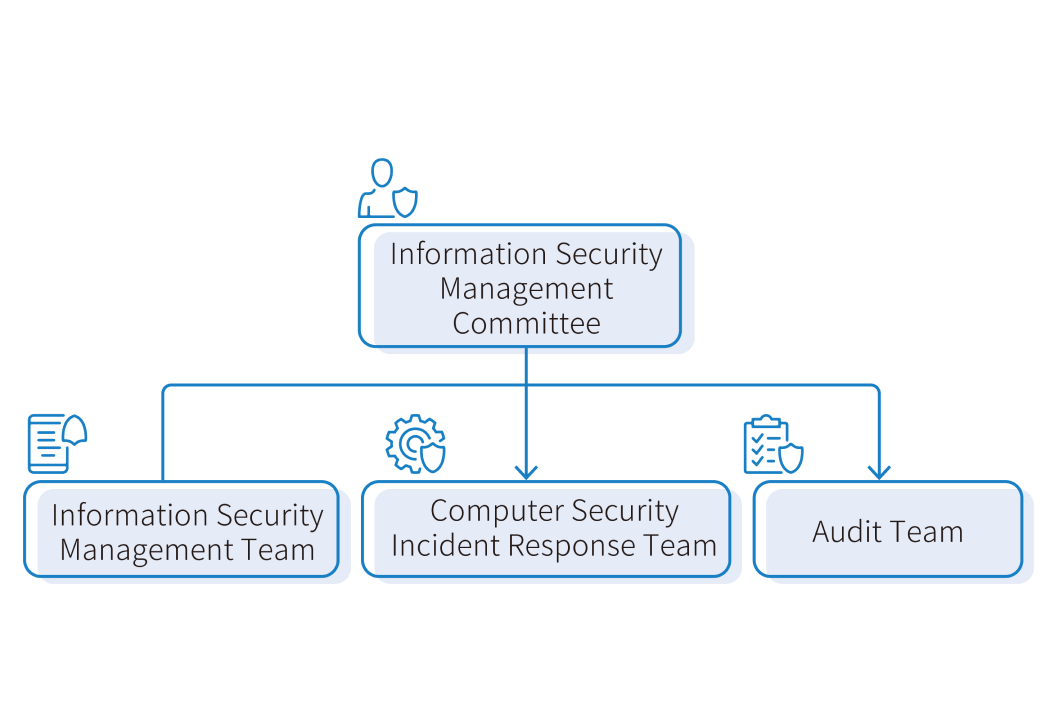 Information Security
Management
Committee
Information Security
Management Team
Computer Security
Incident Response Team
Audit Team